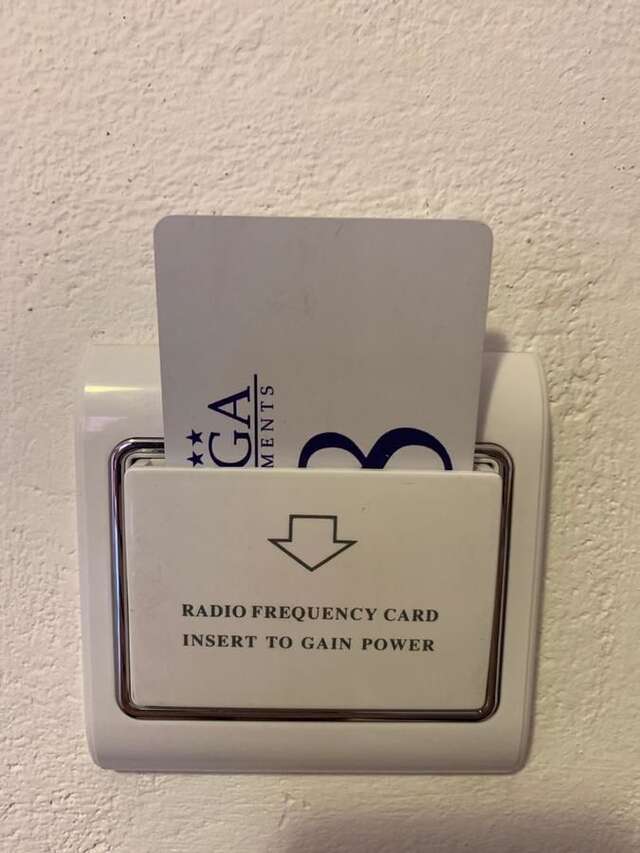 GA
MENTS
RADIO FREQUENCY CARD
INSERT TO GAIN POWER